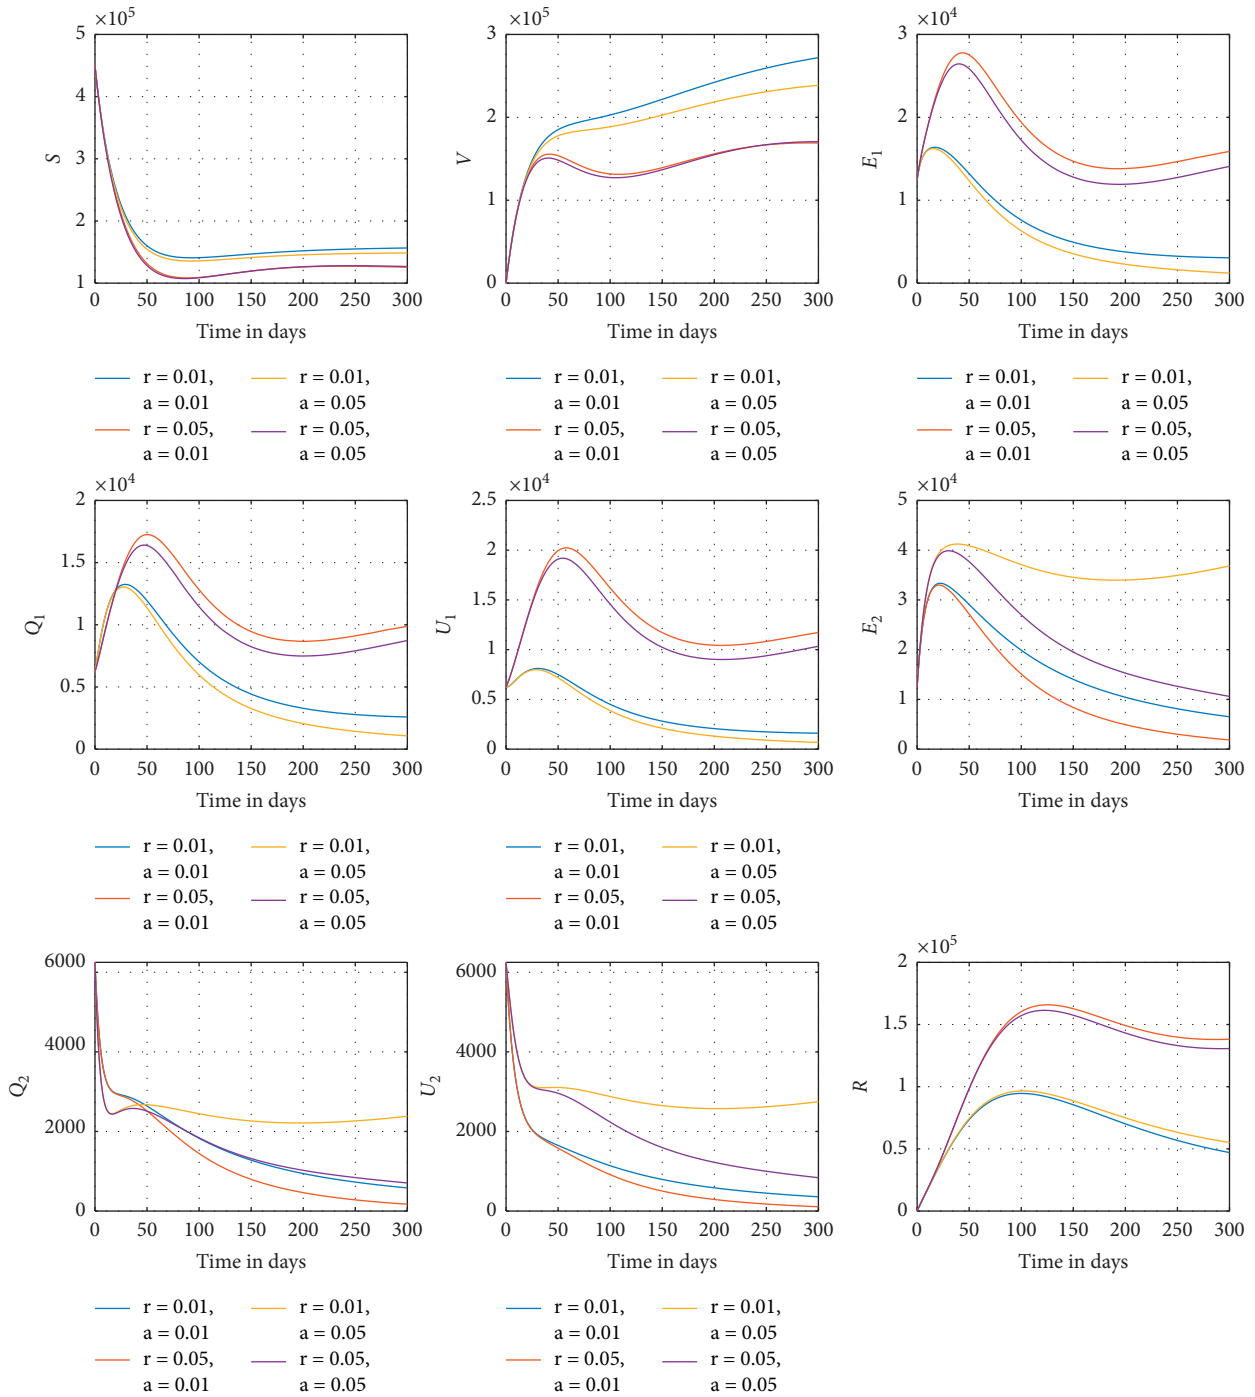 ×10⁵
5
4
3
2
1
S
0 50 100 150 200 250 300
Time in days
r = 0.01, a = 0.01
r = 0.05, a = 0.01
r = 0.01, a = 0.05
r = 0.05, a = 0.05
×10⁵
3
2
1
0
V
0 50 100 150 200 250 300
Time in days
r = 0.01, a = 0.01
r = 0.05, a = 0.01
r = 0.01, a = 0.05
r = 0.05, a = 0.05
×10⁴
3
2
1
0
E₁
0 50 100 150 200 250 300
Time in days
r = 0.01, a = 0.01
r = 0.05, a = 0.01
r = 0.01, a = 0.05
r = 0.05, a = 0.05
×10⁴
2
1.5
1
0.5
0
Q₁
0 50 100 150 200 250 300
Time in days
r = 0.01, a = 0.01
r = 0.05, a = 0.01
r = 0.01, a = 0.05
r = 0.05, a = 0.05
×10⁴
2.5
2
1.5
1
0.5
0
U₁
0 50 100 150 200 250 300
Time in days
r = 0.01, a = 0.01
r = 0.05, a = 0.01
r = 0.01, a = 0.05
r = 0.05, a = 0.05
×10⁴
5
4
3
2
1
0
E₂
0 50 100 150 200 250 300
Time in days
6000
4000
2000
0
Q₂
0 50 100 150 200 250 300
Time in days
r = 0.01, a = 0.01
r = 0.05, a = 0.01
r = 0.01, a = 0.05
r = 0.05, a = 0.05
6000
4000
2000
0
U₂
0 50 100 150 200 250 300
Time in days
r = 0.01, a = 0.01
r = 0.05, a = 0.01
r = 0.01, a = 0.05
r = 0.05, a = 0.05
×10⁵
2
1.5
1
0.5
0
R
0 50 100 150 200 250 300
Time in days